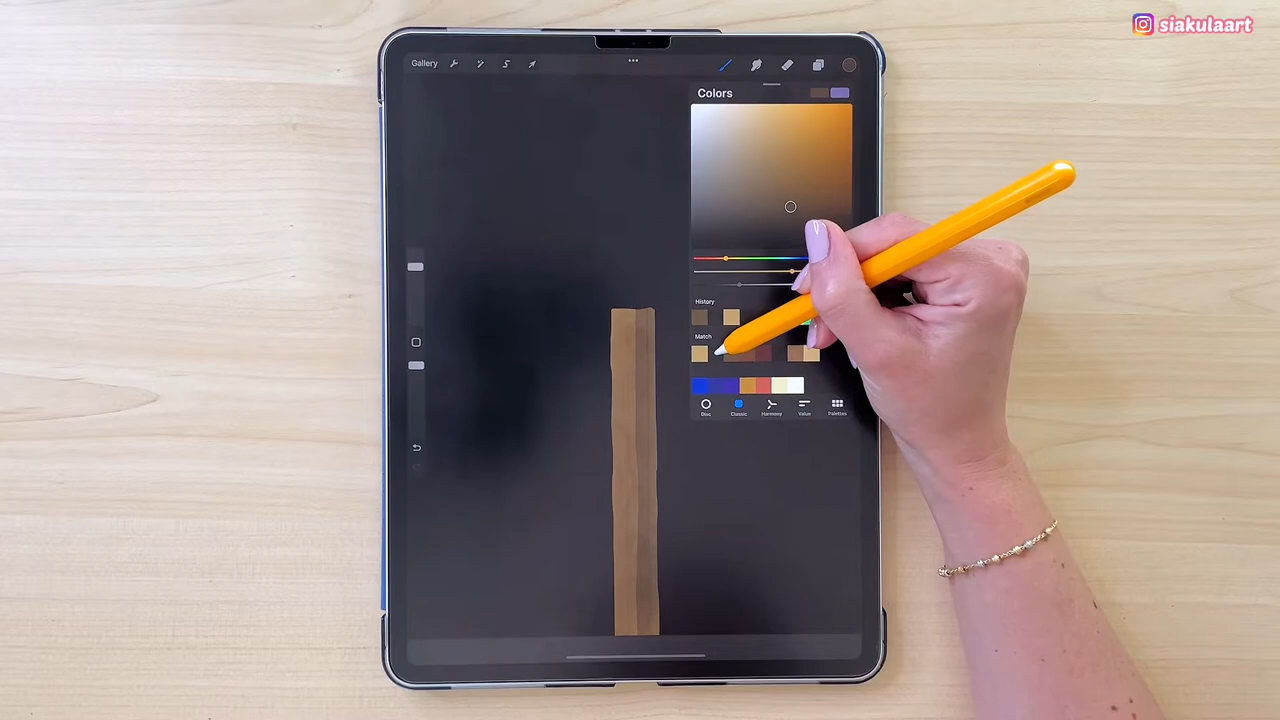 siakulaart
Gallery
Colors
History
Match
Disc
Classic
Harmony
Value
Palettes